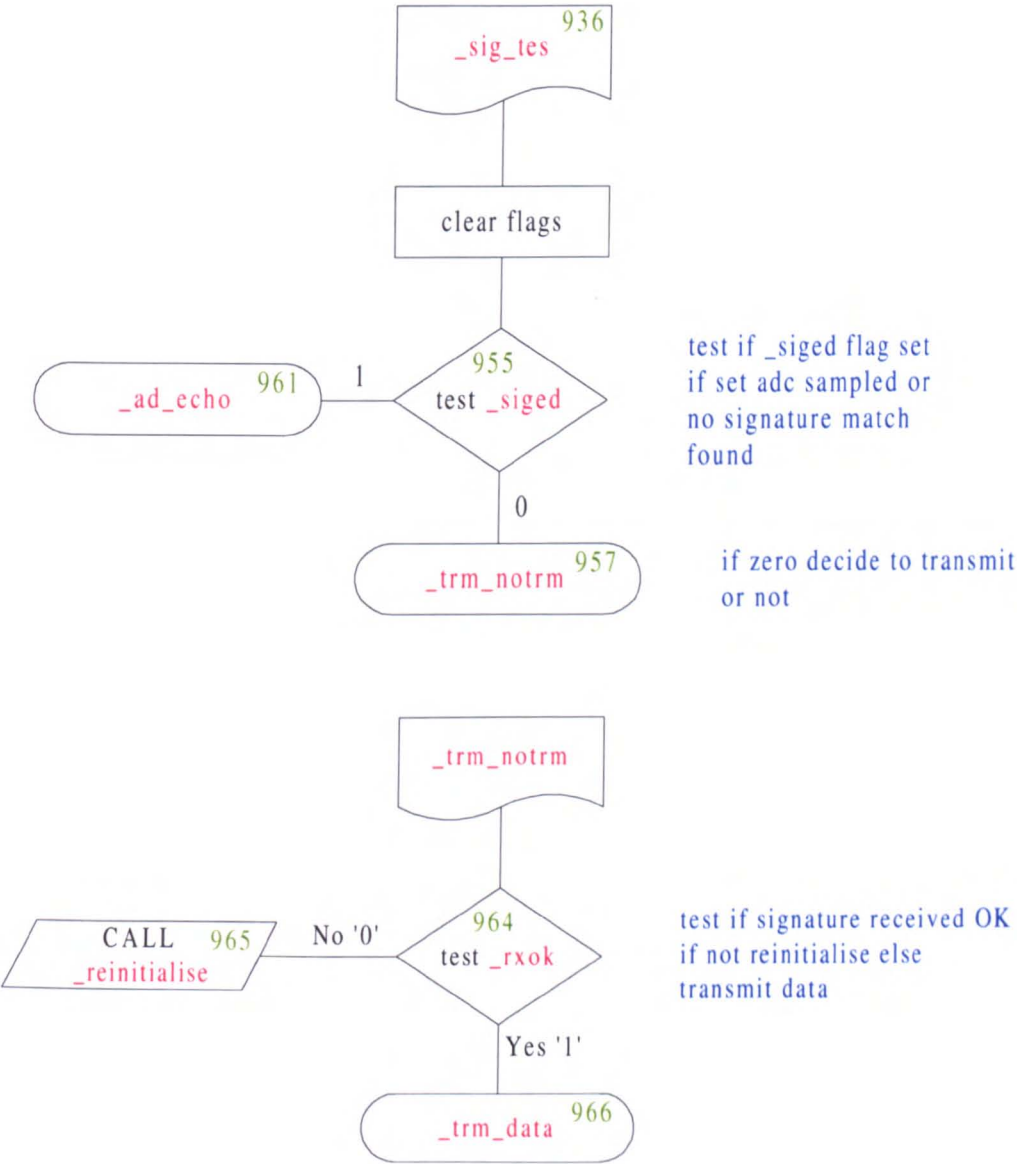 936
_sig_tes
clear flags
955
test _siged
1
961
_ad_echo
test if _siged flag set
if set adc sampled or
no signature match
found
0
957
_trm_notrm
if zero decide to transmit
or not
_trm_notrm
964
test _rxok
No '0'
CALL 965
_reinitialise
test if signature received OK
if not reinitialise else
transmit data
Yes '1'
966
_trm_data